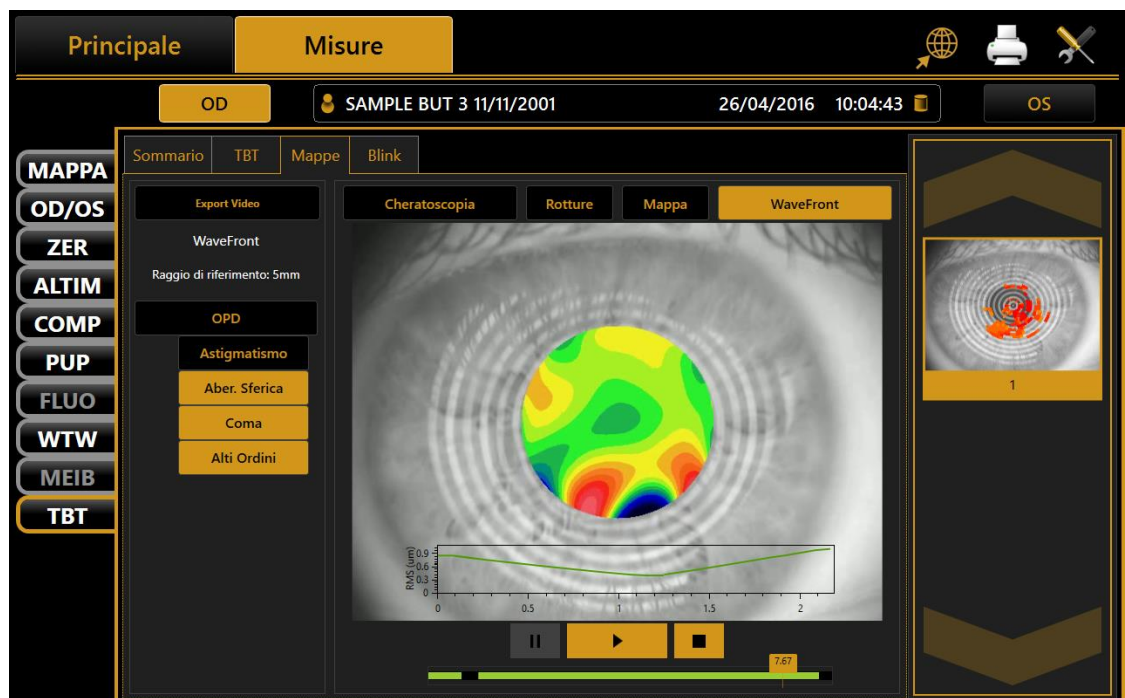 Principale Misure
OD SAMPLE BUT 3 11/11/2001 26/04/2016 10:04:43 OS
MAPPA
OD/OS
ZER
ALTIM
COMP
PUP
FLUO
WTW
MEIB
TBT
Sommario TBT Mappe Blink
Export Video
WaveFront
Raggio di riferimento: 5mm
OPD
Astigmatismo
Aber. Sferica
Coma
Alti Ordini
Cheratoscopia Rotture Mappa WaveFront
RMS (um)
0.9
0.6
0.3
0
0 0.5 1 1.5 2
7.67
1